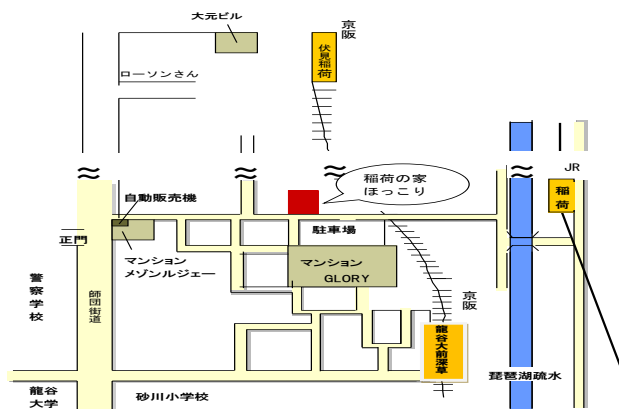 大元ビル
京阪
伏見稲荷
ローソンさん
JR
稲荷の家
ほっこり
稲荷
自動販売機
正門
駐車場
マンション
メゾンルジェー
マンション
GLORY
警察学校
師団街道
京阪
龍谷大前深草
琵琶湖疏水
龍谷
大学
砂川小学校